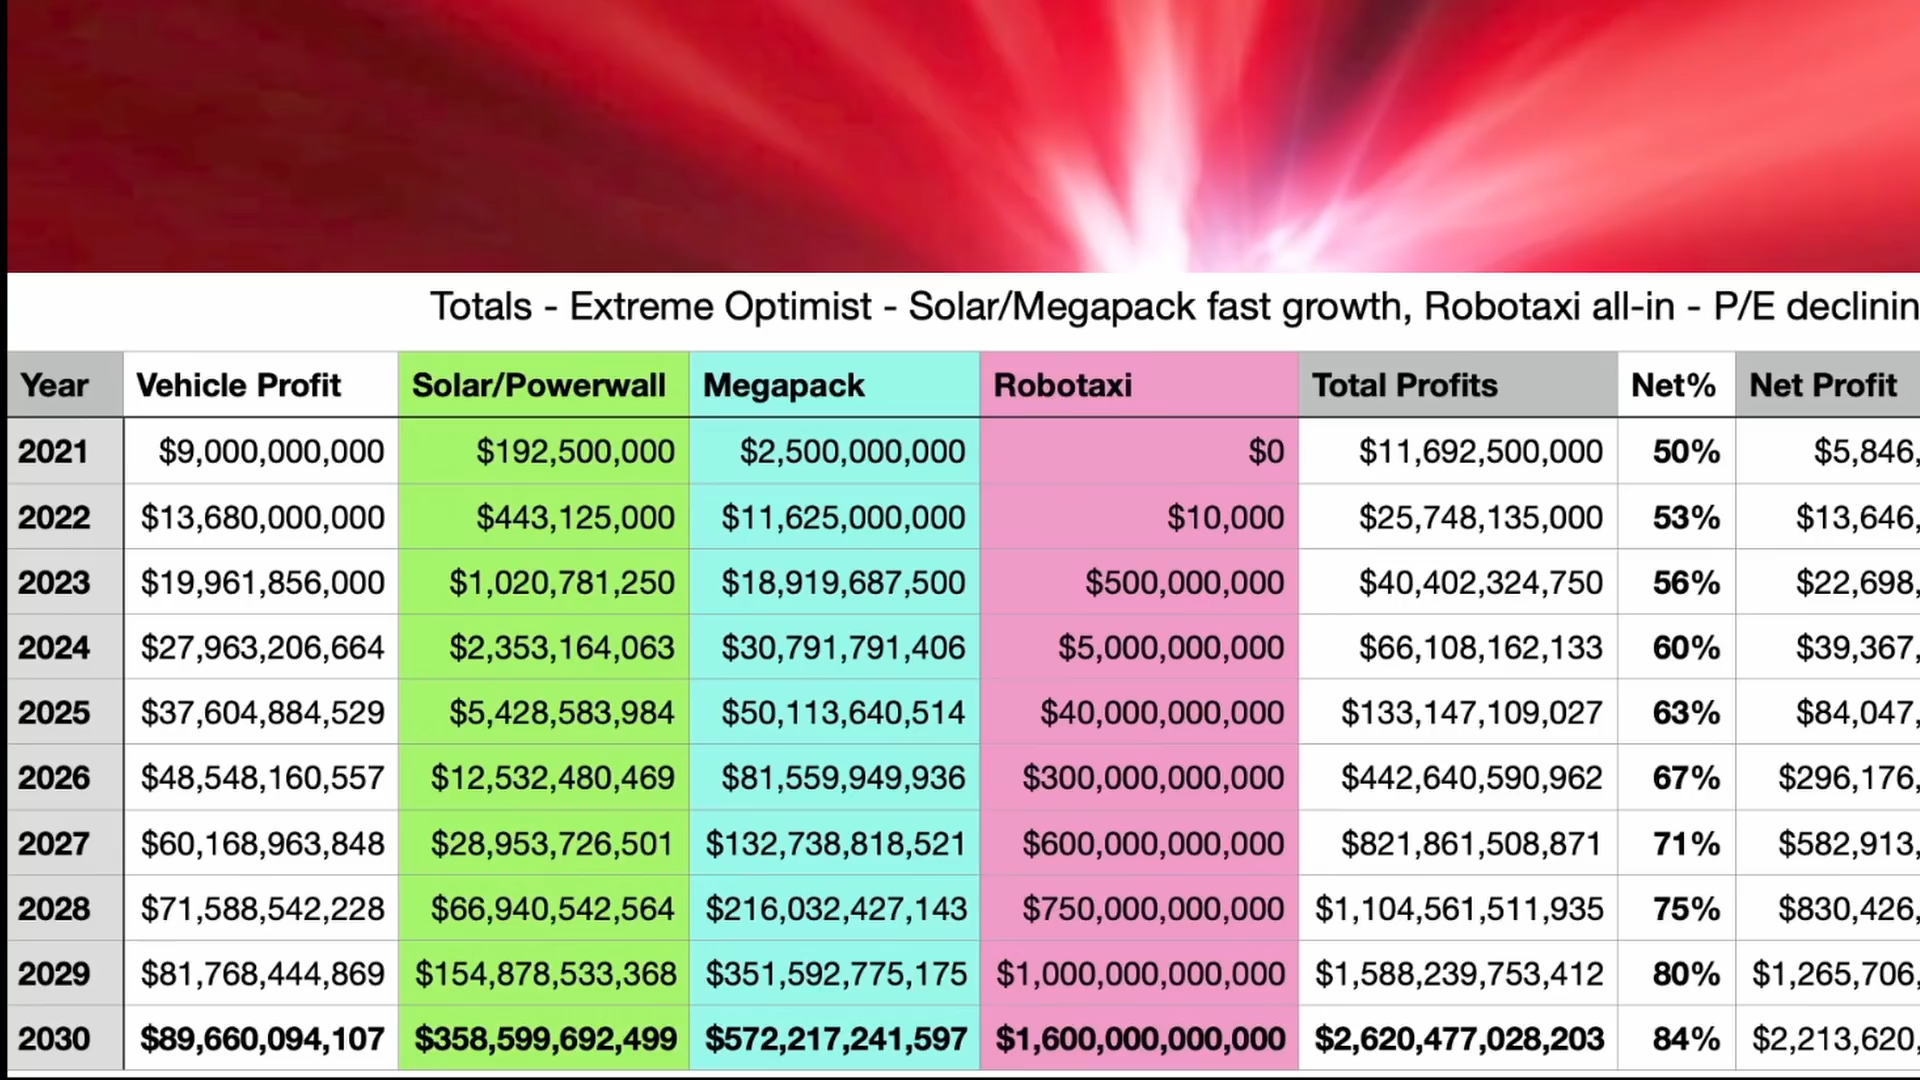 Totals - Extreme Optimist - Solar/Megapack fast growth, Robotaxi all-in - P/E declinin
Year Vehicle Profit Solar/Powerwall Megapack Robotaxi Total Profits Net% Net Profit
2021 $9,000,000,000 $192,500,000 $2,500,000,000 $0 $11,692,500,000 50% $5,846,
2022 $13,680,000,000 $443,125,000 $11,625,000,000 $10,000 $25,748,135,000 53% $13,646,
2023 $19,961,856,000 $1,020,781,250 $18,919,687,500 $500,000,000 $40,402,324,750 56% $22,698,
2024 $27,963,206,664 $2,353,164,063 $30,791,791,406 $5,000,000,000 $66,108,162,133 60% $39,367,
2025 $37,604,884,529 $5,428,583,984 $50,113,640,514 $40,000,000,000 $133,147,109,027 63% $84,047,
2026 $48,548,160,557 $12,532,480,469 $81,559,949,936 $300,000,000,000 $442,640,590,962 67% $296,176,
2027 $60,168,963,848 $28,953,726,501 $132,738,818,521 $600,000,000,000 $821,861,508,871 71% $582,913,
2028 $71,588,542,228 $66,940,542,564 $216,032,427,143 $750,000,000,000 $1,104,561,511,935 75% $830,426,
2029 $81,768,444,869 $154,878,533,368 $351,592,775,175 $1,000,000,000,000 $1,588,239,753,412 80% $1,265,706,
2030 $89,660,094,107 $358,599,692,499 $572,217,241,597 $1,600,000,000,000 $2,620,477,028,203 84% $2,213,620,